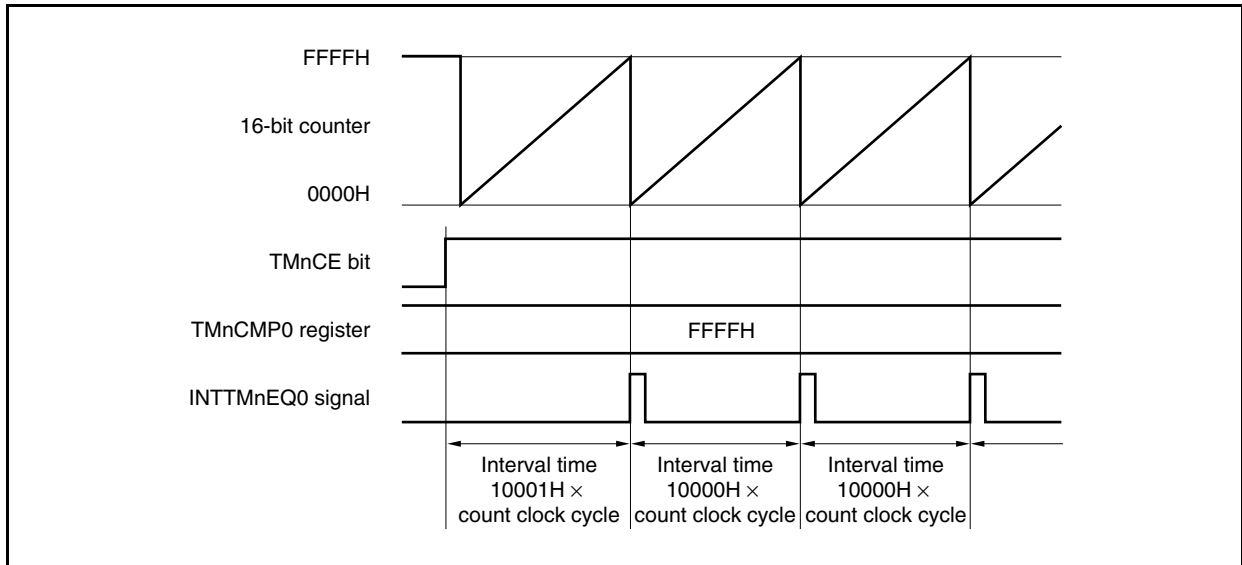 FFFFH
16-bit counter
0000H
TMnCE bit
TMnCMP0 register
FFFFH
INTTMnEQ0 signal
Interval time
10001H ×
count clock cycle
Interval time
10000H ×
count clock cycle
Interval time
10000H ×
count clock cycle